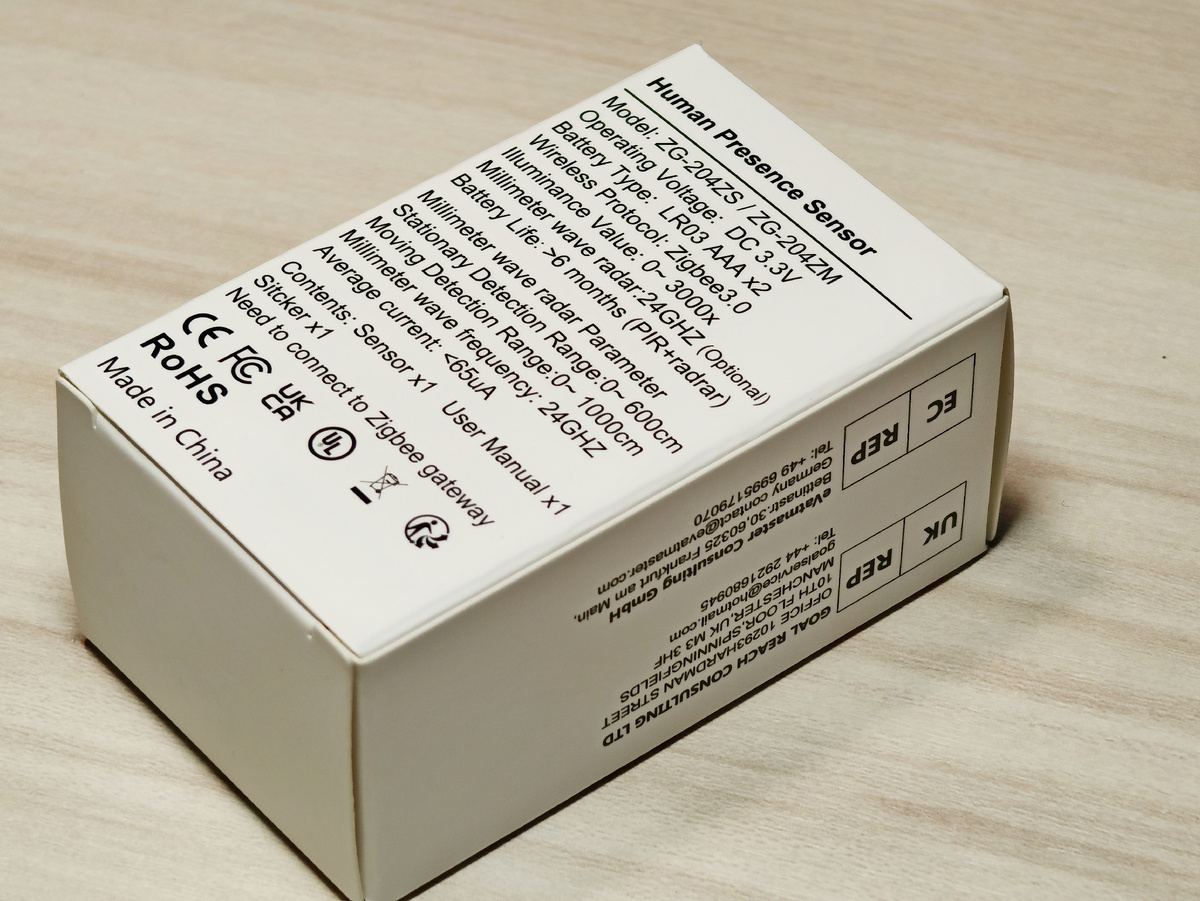 Human Presence Sensor
Model: ZG-204ZS / ZG-204ZM
Operating Voltage: DC 3.3V
Battery Type: LR03 AAA x2
Wireless Protocol: Zigbee3.0
Illuminance Value: 0~ 3000x
Millimeter wave radar:24GHZ (Optional)
Battery Life: >6 months (PIR+radrar)
Millimeter wave radar Parameter
Stationary Detection Range:0~ 600cm
Moving Detection Range:0~ 1000cm
Millimeter wave frequency: 24GHZ
Average current: <65uA
Contents: Sensor x1 User Manual x1
Sitcker x1
Need to connect to Zigbee gateway
CE FC UK CA UL
RoHS
Made in China
EC REP
eVatmaster Consulting GmbH
Bettinastr.30,60325 Frankfurt am Main,
Germany contact@evatmaster.com
Tel: +49 6995179070
UK REP
GOAL REACH CONSULTING LTD
OFFICE 10293HARDMAN STREET
10TH FLOOR,SPINNINGFIELDS
MANCHESTER,UK M3 3HF
goalservice@hotmail.com
Tel: +44 2921680945